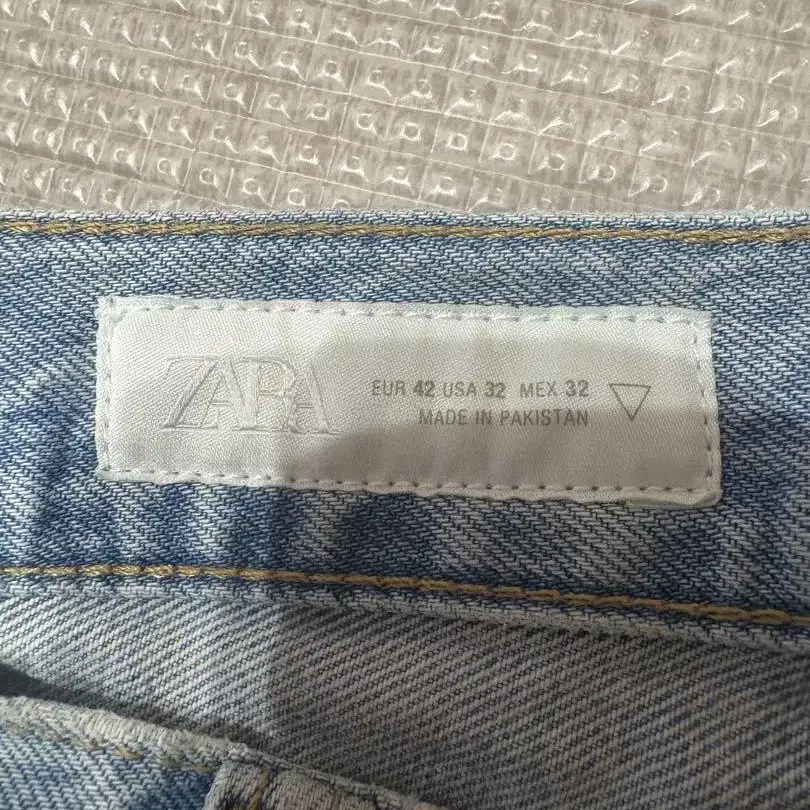 ZARA
EUR 42 USA 32 MEX 32
MADE IN PAKISTAN